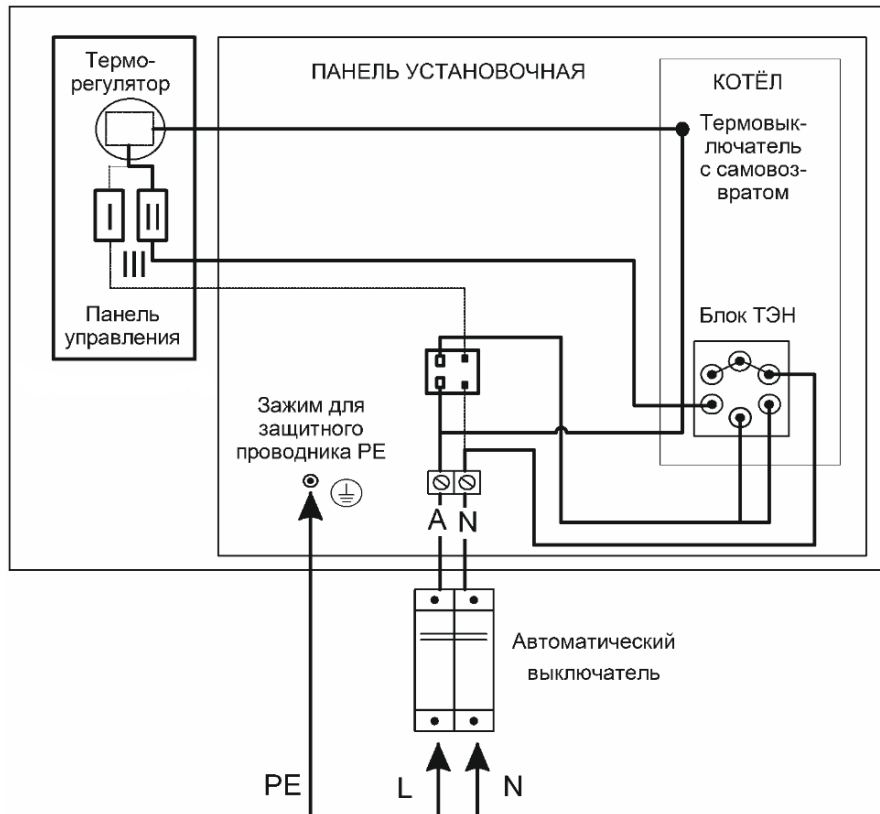 Термо-
регулятор
ПАНЕЛЬ УСТАНОВОЧНАЯ
КОТЁЛ
Термовык-
лючатель
с самовоз-
вратом
I
II
III
Панель
управления
Блок ТЭН
Зажим для
защитного
проводника PE
A N
Автоматический
выключатель
PE
L
N